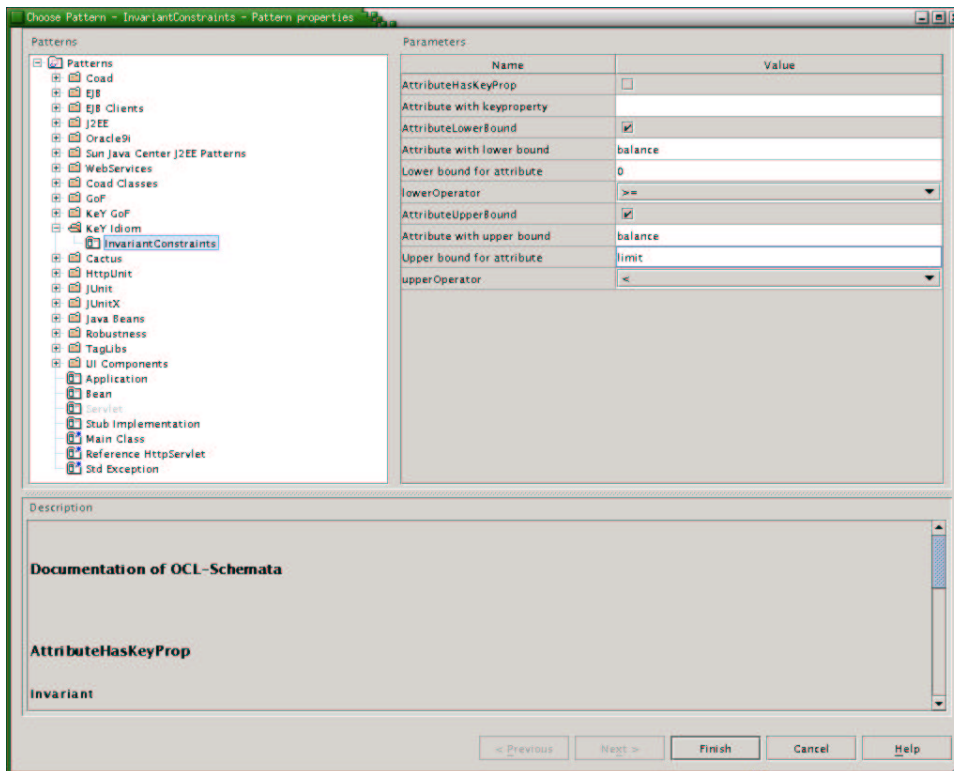 Choose Pattern - InvariantConstraints - Pattern properties
Patterns
Patterns
Coad
EJB
EJB Clients
J2EE
Oracle9i
Sun Java Center J2EE Patterns
WebServices
Coad Classes
GoF
KeY GoF
KeY Idiom
InvariantConstraints
Cactus
HttpUnit
JUnit
JUnitX
Java Beans
Robustness
TagLibs
UI Components
Application
Bean
Servlet
Stub Implementation
Main Class
Reference HttpServlet
Std Exception
Parameters
Name Value
AttributeHasKeyProp
Attribute with keyproperty
AttributeLowerBound
Attribute with lower bound balance
Lower bound for attribute 0
lowerOperator >=
AttributeUpperBound
Attribute with upper bound balance
Upper bound for attribute limit
upperOperator <
Description
Documentation of OCL-Schemata
AttributeHasKeyProp
Invariant
< Previous Next > Finish Cancel Help